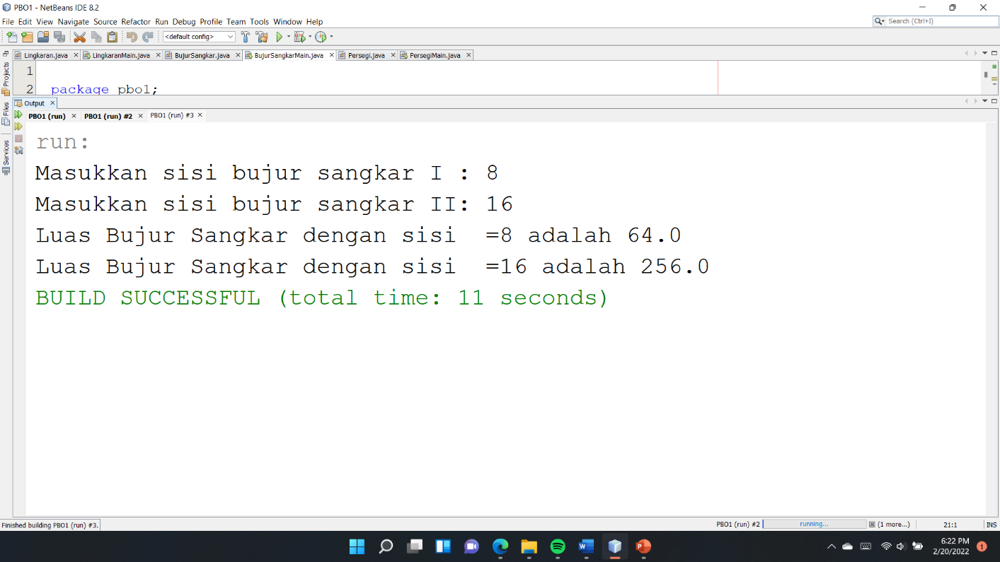 PBO1 - NetBeans IDE 8.2
File Edit View Navigate Source Refactor Run Debug Profile Team Tools Window Help
Search (Ctrl+I)
<default config>
Lingkaran.java LingkaranMain.java BujurSangkar.java BujurSangkarMain.java Persegi.java PersegiMain.java
Projects
Files
Services
1
2 package pbo1;
Output
PBO1 (run) PBO1 (run) #2 PBO1 (run) #3
run:
Masukkan sisi bujur sangkar I : 8
Masukkan sisi bujur sangkar II: 16
Luas Bujur Sangkar dengan sisi  =8 adalah 64.0
Luas Bujur Sangkar dengan sisi  =16 adalah 256.0
BUILD SUCCESSFUL (total time: 11 seconds)
Finished building PBO1 (run) #3.
PBO1 (run) #2 running... (1 more...) 21:1 INS
6:22 PM
2/20/2022
1